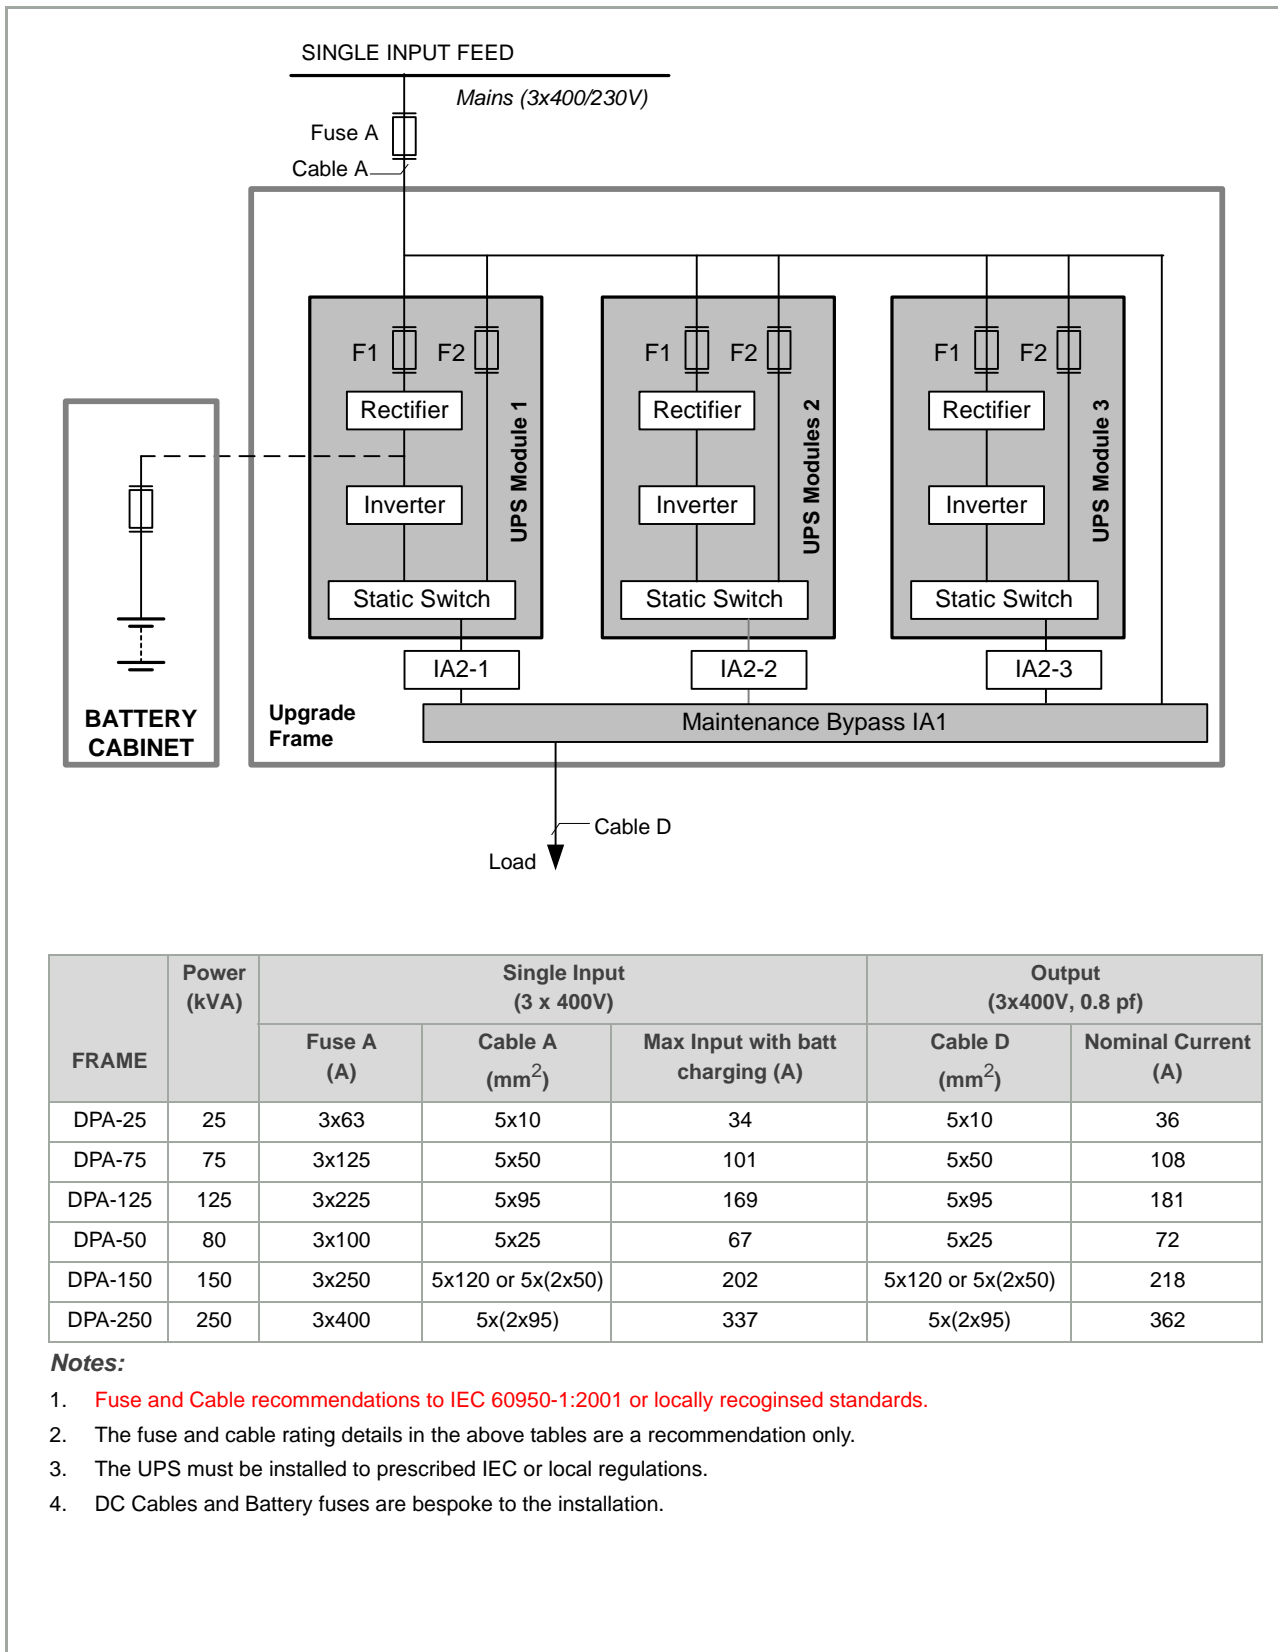 SINGLE INPUT FEED
Mains (3x400/230V)
Fuse A
Cable A
F1 F2 F1 F2 F1 F2
Rectifier Rectifier Rectifier
UPS Module 1
UPS Modules 2
UPS Module 3
Inverter Inverter Inverter
Static Switch Static Switch Static Switch
IA2-1 IA2-2 IA2-3
BATTERY
CABINET
Upgrade
Frame
Maintenance Bypass IA1
Cable D
Load
FRAME Power (kVA) Single Input (3 x 400V) Output (3x400V, 0.8 pf)
Fuse A (A) Cable A (mm2) Max Input with batt charging (A) Cable D (mm2) Nominal Current (A)
DPA-25 25 3x63 5x10 34 5x10 36
DPA-75 75 3x125 5x50 101 5x50 108
DPA-125 125 3x225 5x95 169 5x95 181
DPA-50 80 3x100 5x25 67 5x25 72
DPA-150 150 3x250 5x120 or 5x(2x50) 202 5x120 or 5x(2x50) 218
DPA-250 250 3x400 5x(2x95) 337 5x(2x95) 362
Notes:
1. Fuse and Cable recommendations to IEC 60950-1:2001 or locally recoginsed standards.
2. The fuse and cable rating details in the above tables are a recommendation only.
3. The UPS must be installed to prescribed IEC or local regulations.
4. DC Cables and Battery fuses are bespoke to the installation.